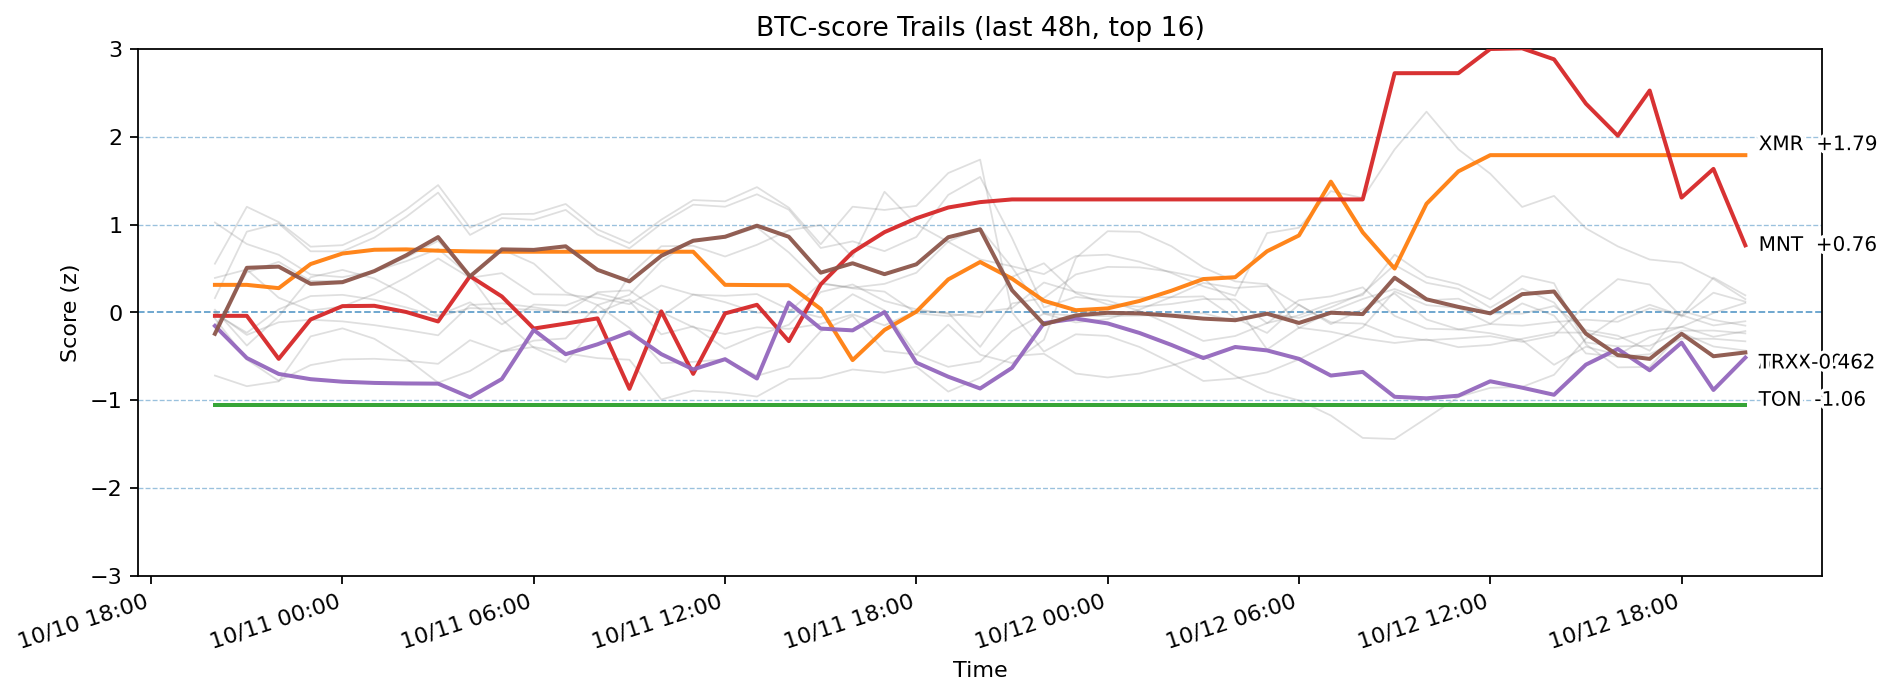 BTC-score Trails (last 48h, top 16)
Score (z)
3
2
1
0
−1
−2
−3
XMR +1.79
MNT +0.76
TON -1.06
10/10 18:00
10/11 00:00
10/11 06:00
10/11 12:00
10/11 18:00
10/12 00:00
10/12 06:00
10/12 12:00
10/12 18:00
Time